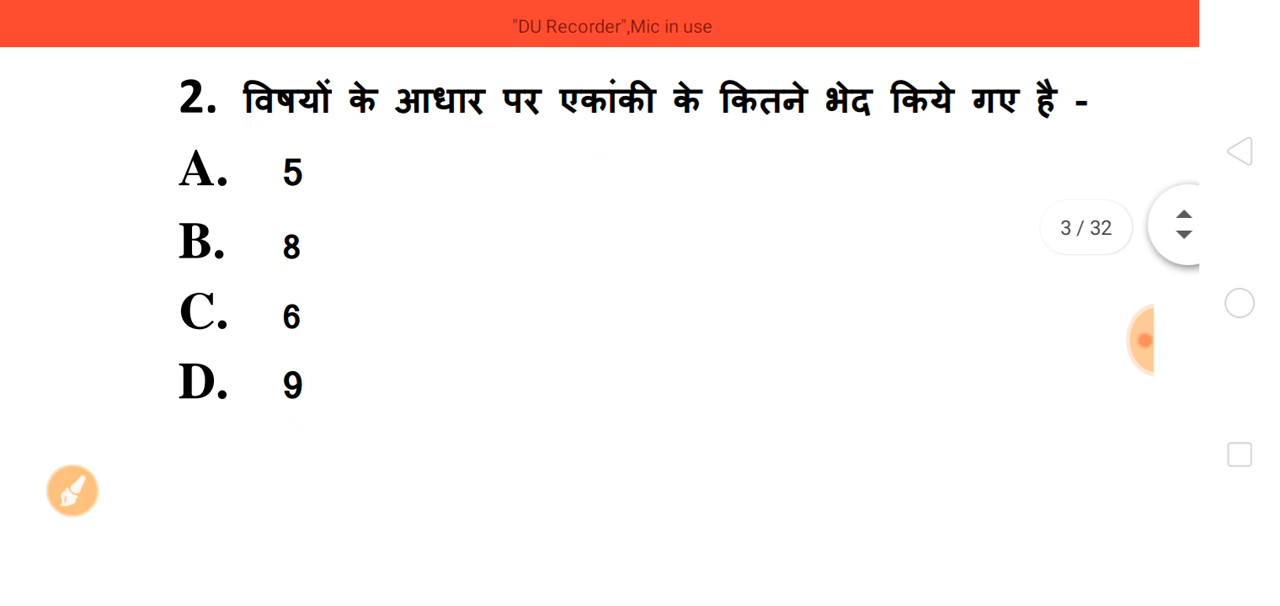 "DU Recorder",Mic in use
2. विषयों के आधार पर एकांकी के कितने भेद किये गए है -
A. 5
B. 8
3 / 32
C. 6
D. 9